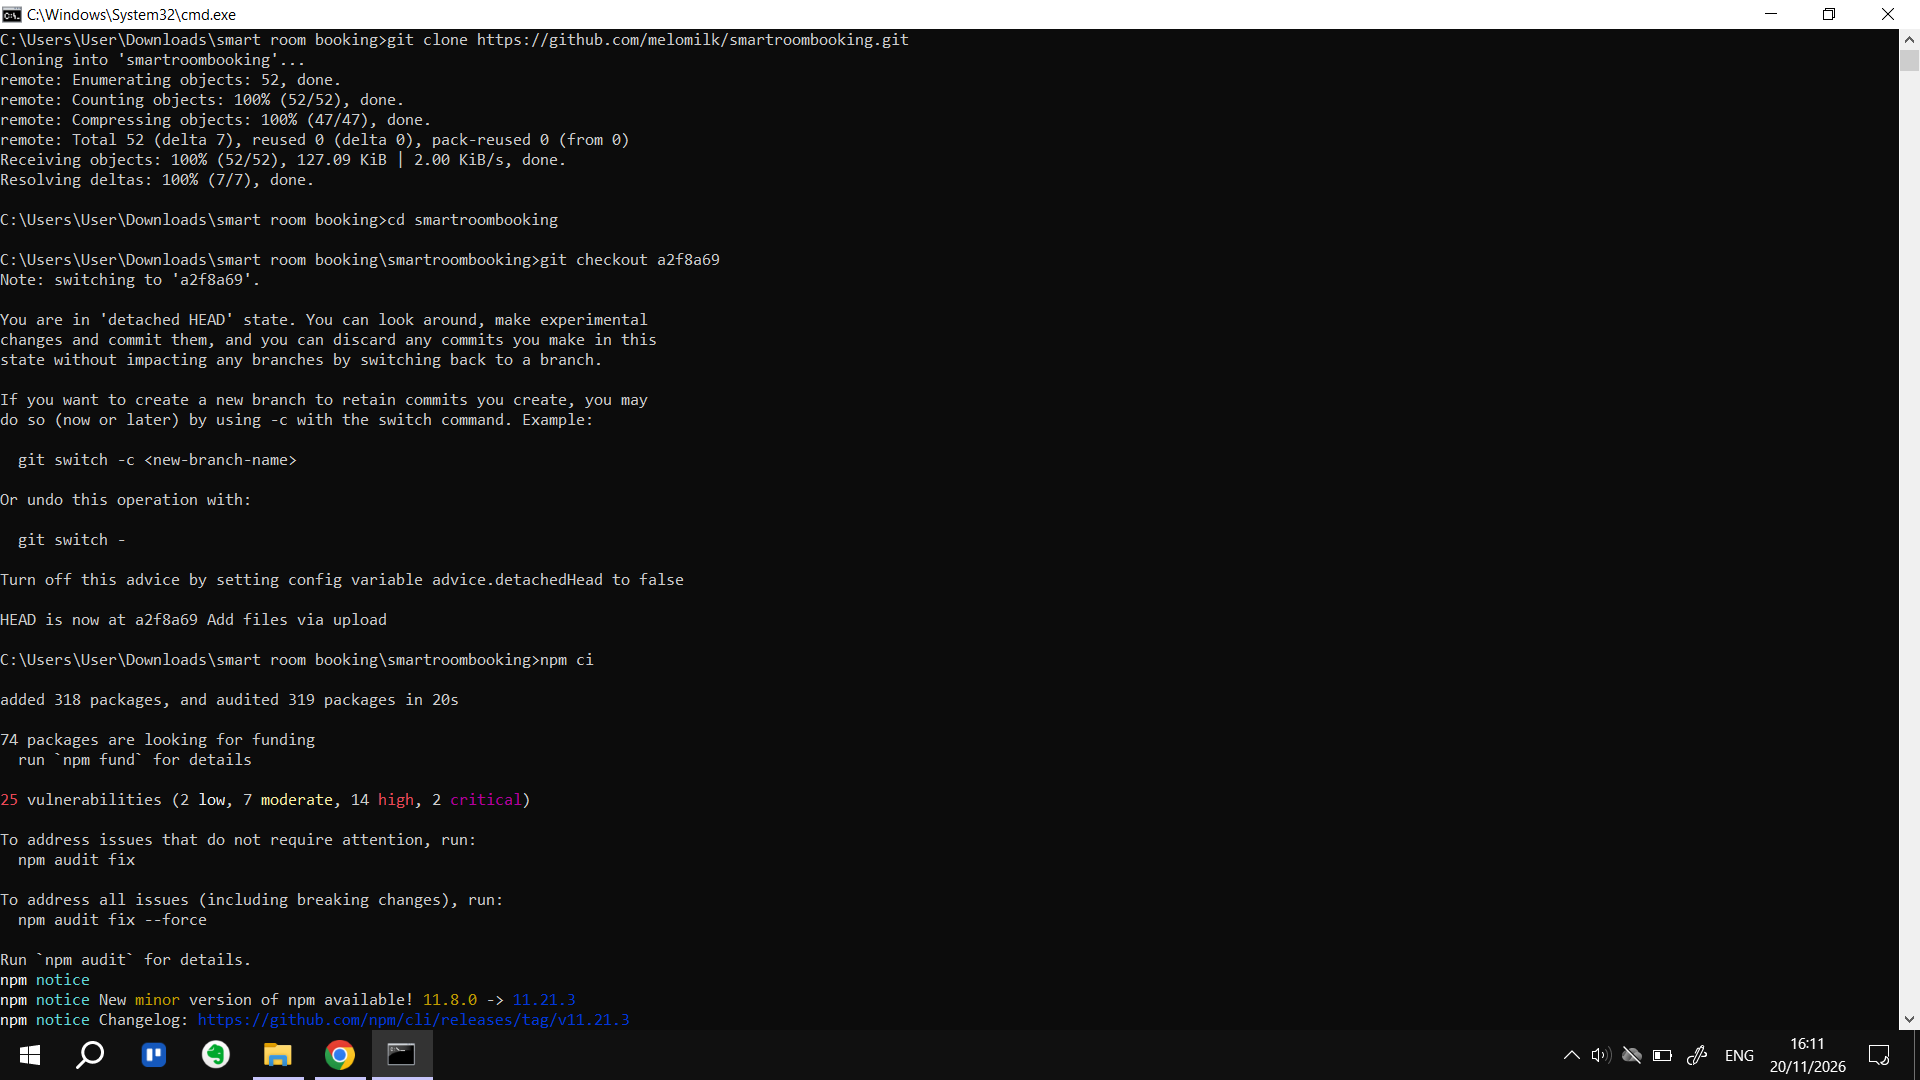 C:\Windows\System32\cmd.exe
C:\Users\User\Downloads\smart room booking>git clone https://github.com/melomilk/smartroombooking.git
Cloning into 'smartroombooking'...
remote: Enumerating objects: 52, done.
remote: Counting objects: 100% (52/52), done.
remote: Compressing objects: 100% (47/47), done.
remote: Total 52 (delta 7), reused 0 (delta 0), pack-reused 0 (from 0)
Receiving objects: 100% (52/52), 127.09 KiB | 2.00 KiB/s, done.
Resolving deltas: 100% (7/7), done.
C:\Users\User\Downloads\smart room booking>cd smartroombooking
C:\Users\User\Downloads\smart room booking\smartroombooking>git checkout a2f8a69
Note: switching to 'a2f8a69'.
You are in 'detached HEAD' state. You can look around, make experimental
changes and commit them, and you can discard any commits you make in this
state without impacting any branches by switching back to a branch.
If you want to create a new branch to retain commits you create, you may
do so (now or later) by using -c with the switch command. Example:
git switch -c <new-branch-name>
Or undo this operation with:
git switch -
Turn off this advice by setting config variable advice.detachedHead to false
HEAD is now at a2f8a69 Add files via upload
C:\Users\User\Downloads\smart room booking\smartroombooking>npm ci
added 318 packages, and audited 319 packages in 20s
74 packages are looking for funding
run `npm fund` for details
25 vulnerabilities (2 low, 7 moderate, 14 high, 2 critical)
To address issues that do not require attention, run:
npm audit fix
To address all issues (including breaking changes), run:
npm audit fix --force
Run `npm audit` for details.
npm notice
npm notice New minor version of npm available! 11.8.0 -> 11.21.3
npm notice Changelog: https://github.com/npm/cli/releases/tag/v11.21.3
ENG
16:11
20/11/2026